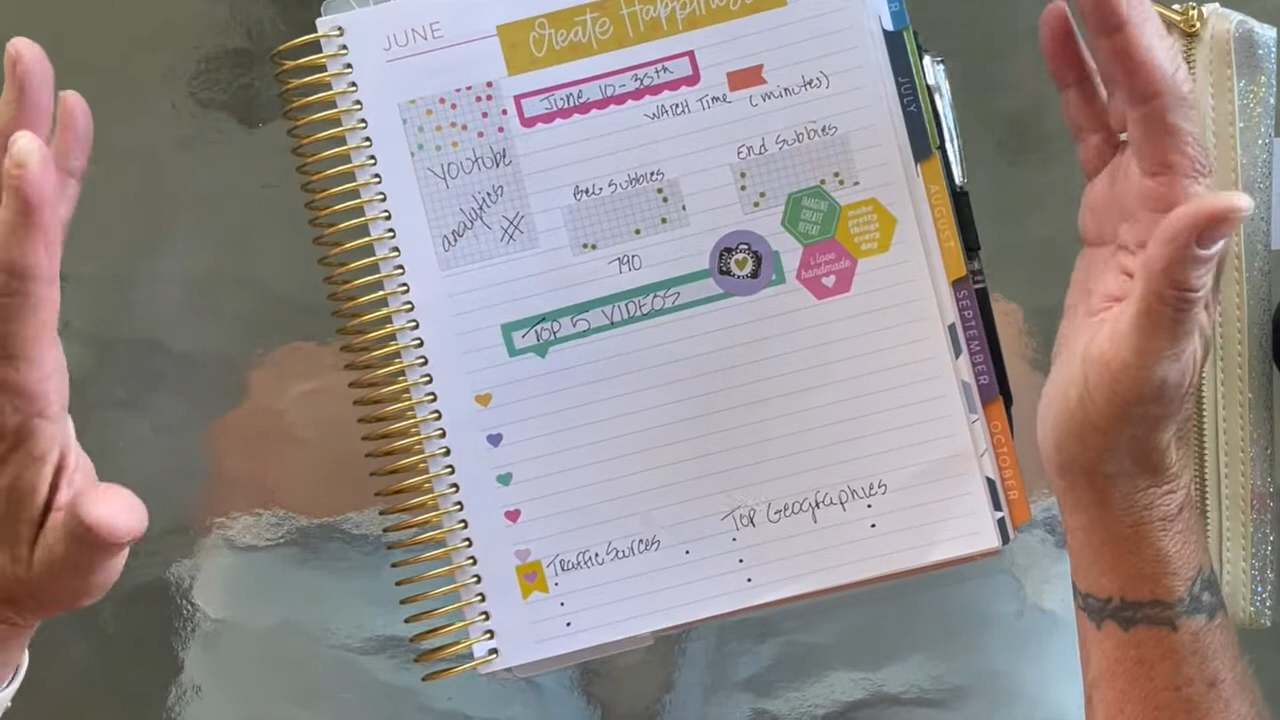 JUNE
Create Happiness
June 10-30th
WATCH TIME (minutes)
YouTube
analytics
#
Beg Subbies
End Subbies
790
IMAGINE
CREATE
REPEAT
make
pretty
things
every
day
i love
handmade
TOP 5 VIDEOS
Traffic Sources
Top Geographies
JULY
AUGUST
SEPTEMBER
OCTOBER